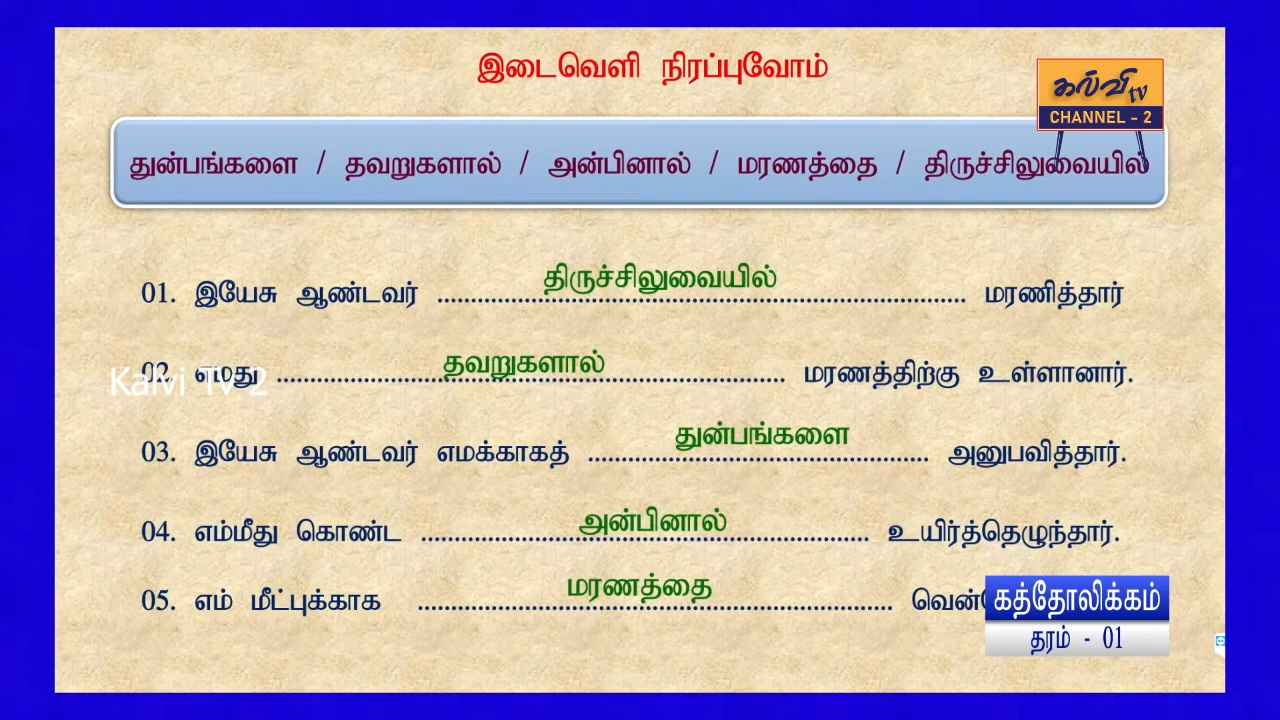 இடைவெளி நிரப்புவோம்
கல்வி tv
CHANNEL - 2
துன்பங்களை / தவறுகளால் / அன்பினால் / மரணத்தை / திருச்சிலுவையில்
01. இயேசு ஆண்டவர் திருச்சிலுவையில் மரணித்தார்
02. எமது தவறுகளால் மரணத்திற்கு உள்ளானார்.
Kalvi TV 2
03. இயேசு ஆண்டவர் எமக்காகத் துன்பங்களை அனுபவித்தார்.
04. எம்மீது கொண்ட அன்பினால் உயிர்த்தெழுந்தார்.
05. எம் மீட்புக்காக மரணத்தை
கத்தோலிக்கம்
தரம் - 01